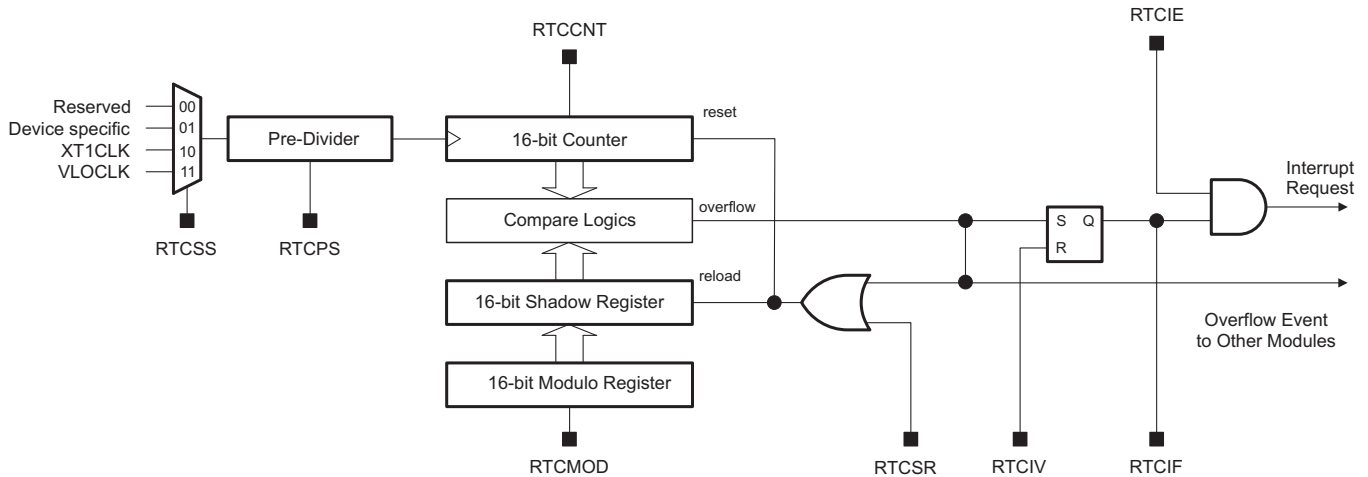 RTCIE
RTCCNT
Reserved
00
Device specific
01
XT1CLK
10
VLOCLK
11
Pre-Divider
16-bit Counter
reset
Interrupt
Request
Compare Logics
overflow
S Q
R
RTCSS
RTCPS
16-bit Shadow Register
reload
Overflow Event
to Other Modules
16-bit Modulo Register
RTCMOD
RTCSR
RTCIV
RTCIF